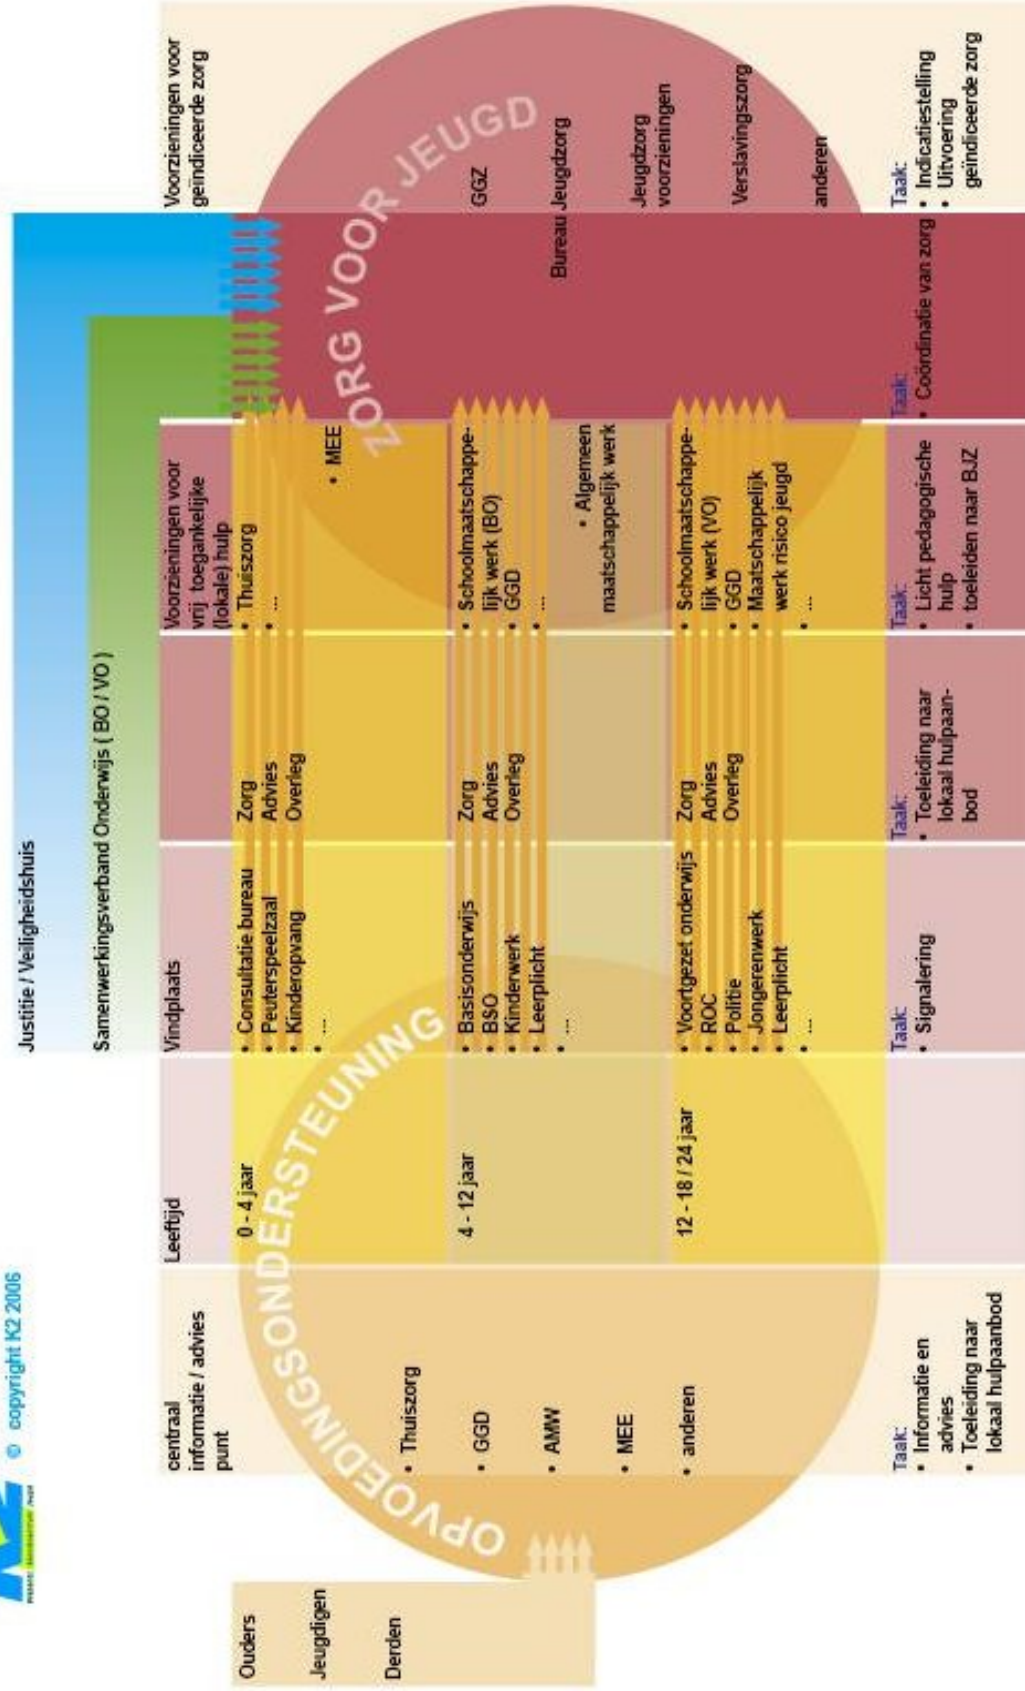 © copyright K2 2006
Justitie / Veiligheidshuis
Samenwerkingsverband Onderwijs ( BO / VO )
Ouders
Jeugdigen
Derden
OPVOEDINGSONDERSTEUNING
ZORG VOOR JEUGD
centraal
informatie / advies
punt
• Thuiszorg
• GGD
• AMW
• MEE
• anderen
Taak:
• Informatie en
advies
• Toeleiding naar
lokaal hulpaanbod
Leeftijd
0 - 4 jaar
4 - 12 jaar
12 - 18 / 24 jaar
Vindplaats
• Consultatie bureau
• Peuterspeelzaal
• Kinderopvang
• ...
• Basisonderwijs
• BSO
• Kinderwerk
• Leerplicht
• ...
• Voortgezet onderwijs
• ROC
• Politie
• Jongerenwerk
• Leerplicht
• ...
Taak:
• Signalering
Zorg
Advies
Overleg
Zorg
Advies
Overleg
Zorg
Advies
Overleg
Taak:
• Toeleiding naar
lokaal hulpaan-
bod
Voorzieningen voor
vrij toegankelijke
(lokale) hulp
• Thuiszorg
• ...
• MEE
• Schoolmaatschappe-
lijk werk (BO)
• GGD
• ...
• Algemeen
maatschappelijk werk
• Schoolmaatschappe-
lijk werk (VO)
• GGD
• Maatschappelijk
werk risico jeugd
• ...
Taak:
• Licht pedagogische
hulp
• toeleiden naar BJZ
Taak:
• Coördinatie van zorg
Voorzieningen voor
geïndiceerde zorg
GGZ
Bureau Jeugdzorg
Jeugdzorg
voorzieningen
Verslavingszorg
anderen
Taak:
• Indicatiestelling
• Uitvoering
geïndiceerde zorg